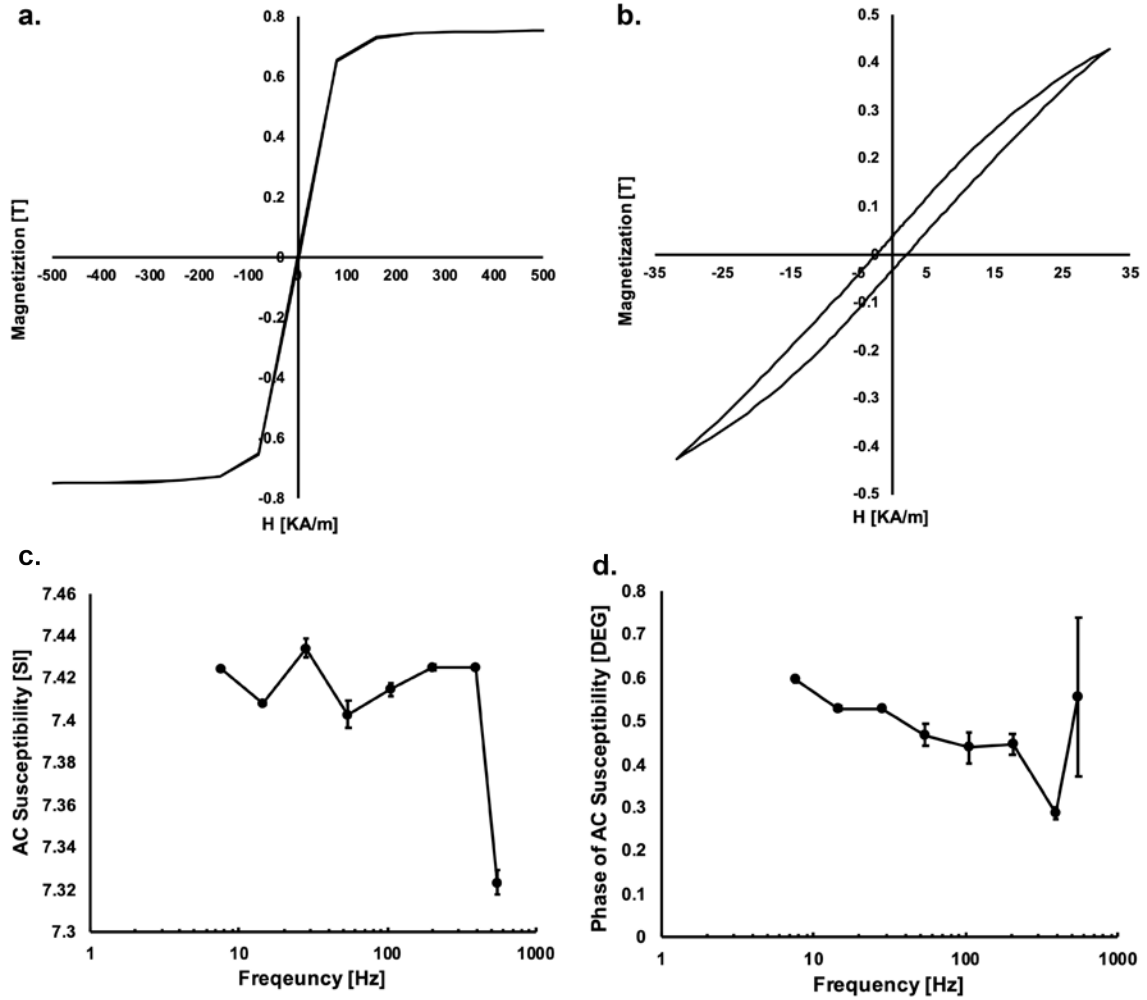 a.
0.8
0.6
0.4
0.2
0
-0.2
-0.4
-0.6
-0.8
-500 -400 -300 -200 -100 0 100 200 300 400 500
Magnetiztion [T]
H [KA/m]
b.
0.5
0.4
0.3
0.2
0.1
0
-0.1
-0.2
-0.3
-0.4
-0.5
-35 -25 -15 -5 5 15 25 35
Magnetization [T]
H [KA/m]
c.
7.46
7.44
7.42
7.4
7.38
7.36
7.34
7.32
7.3
1 10 100 1000
AC Susceptibility [SI]
Freqeuncy [Hz]
d.
0.8
0.7
0.6
0.5
0.4
0.3
0.2
0.1
0
1 10 100 1000
Phase of AC Susceptibility [DEG]
Frequency [Hz]